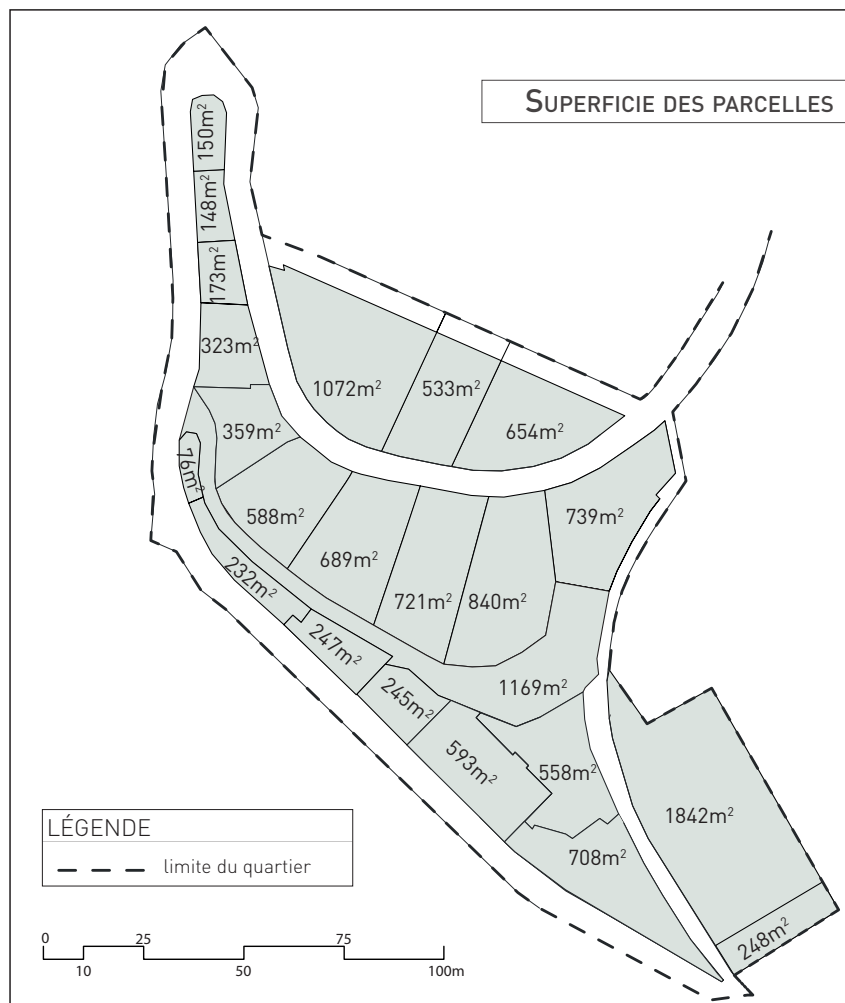 SUPERFICIE DES PARCELLES
150m²
148m²
173m²
323m²
1072m²
533m²
654m²
359m²
76m²
588m²
739m²
689m²
232m²
721m²
840m²
247m²
1169m²
245m²
593m²
558m²
1842m²
708m²
248m²
LÉGENDE
limite du quartier
0 25 75
10 50 100m